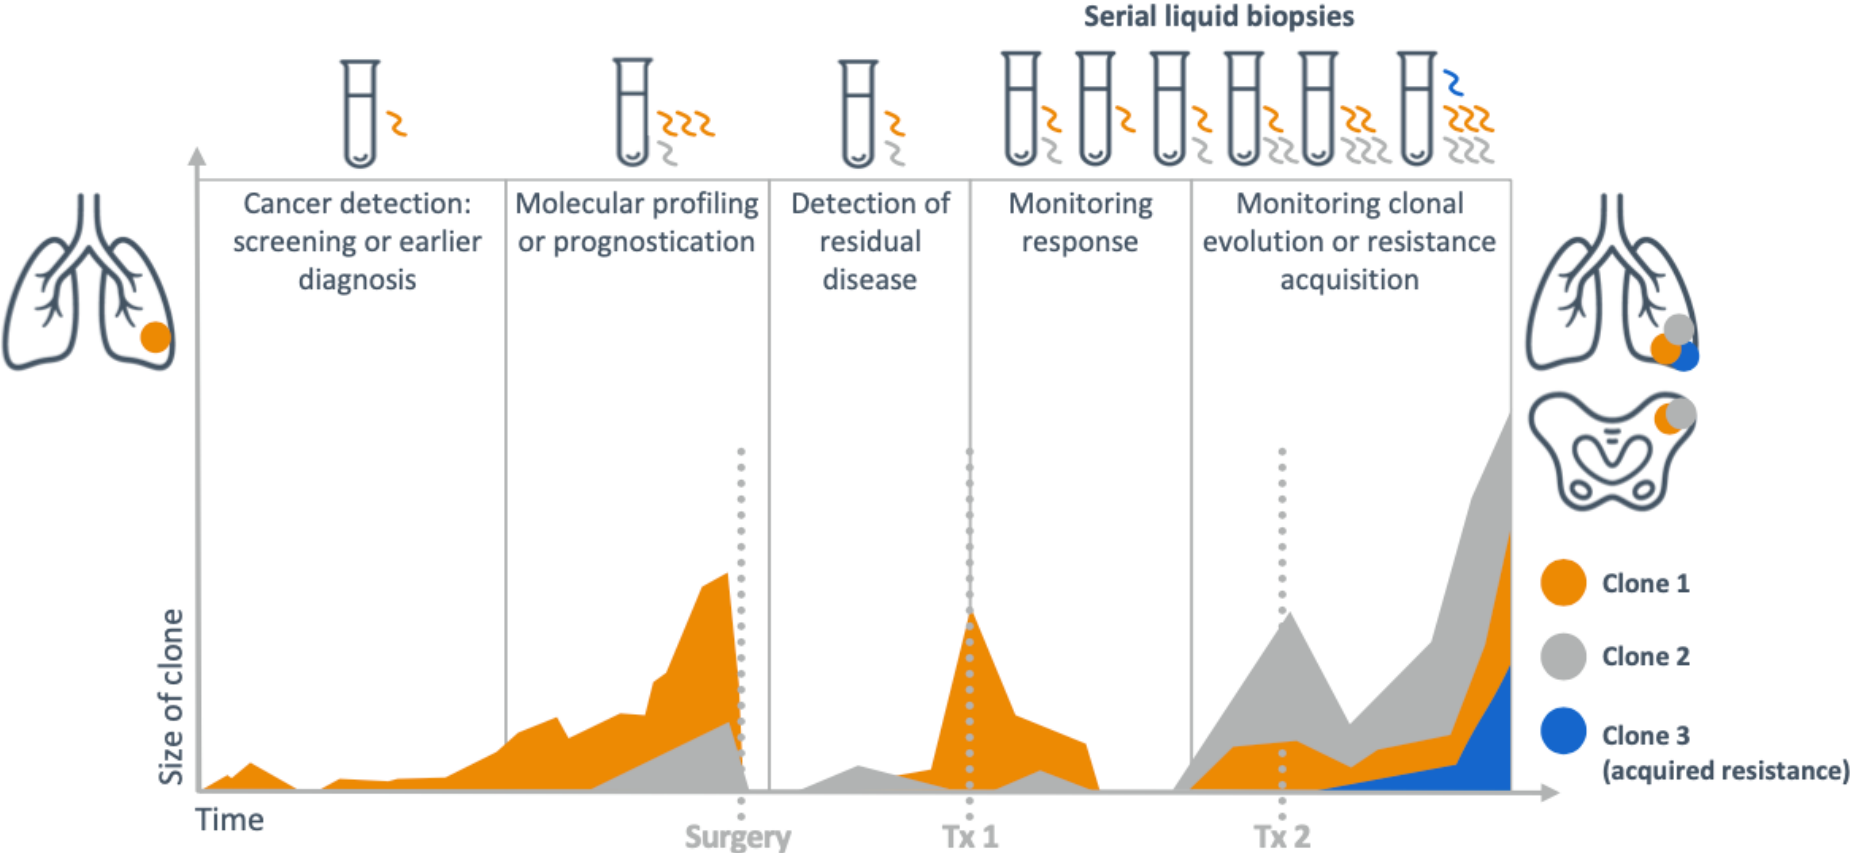 Serial liquid biopsies
Cancer detection:
screening or earlier
diagnosis
Molecular profiling
or prognostication
Detection of
residual
disease
Monitoring
response
Monitoring clonal
evolution or resistance
acquisition
Size of clone
Time
Surgery
Tx 1
Tx 2
Clone 1
Clone 2
Clone 3
(acquired resistance)